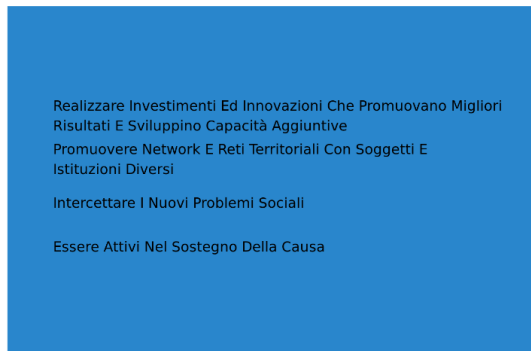 Realizzare Investimenti Ed Innovazioni Che Promuovano Migliori
Risultati E Sviluppino Capacità Aggiuntive
Promuovere Network E Reti Territoriali Con Soggetti E
Istituzioni Diversi
Intercettare I Nuovi Problemi Sociali
Essere Attivi Nel Sostegno Della Causa